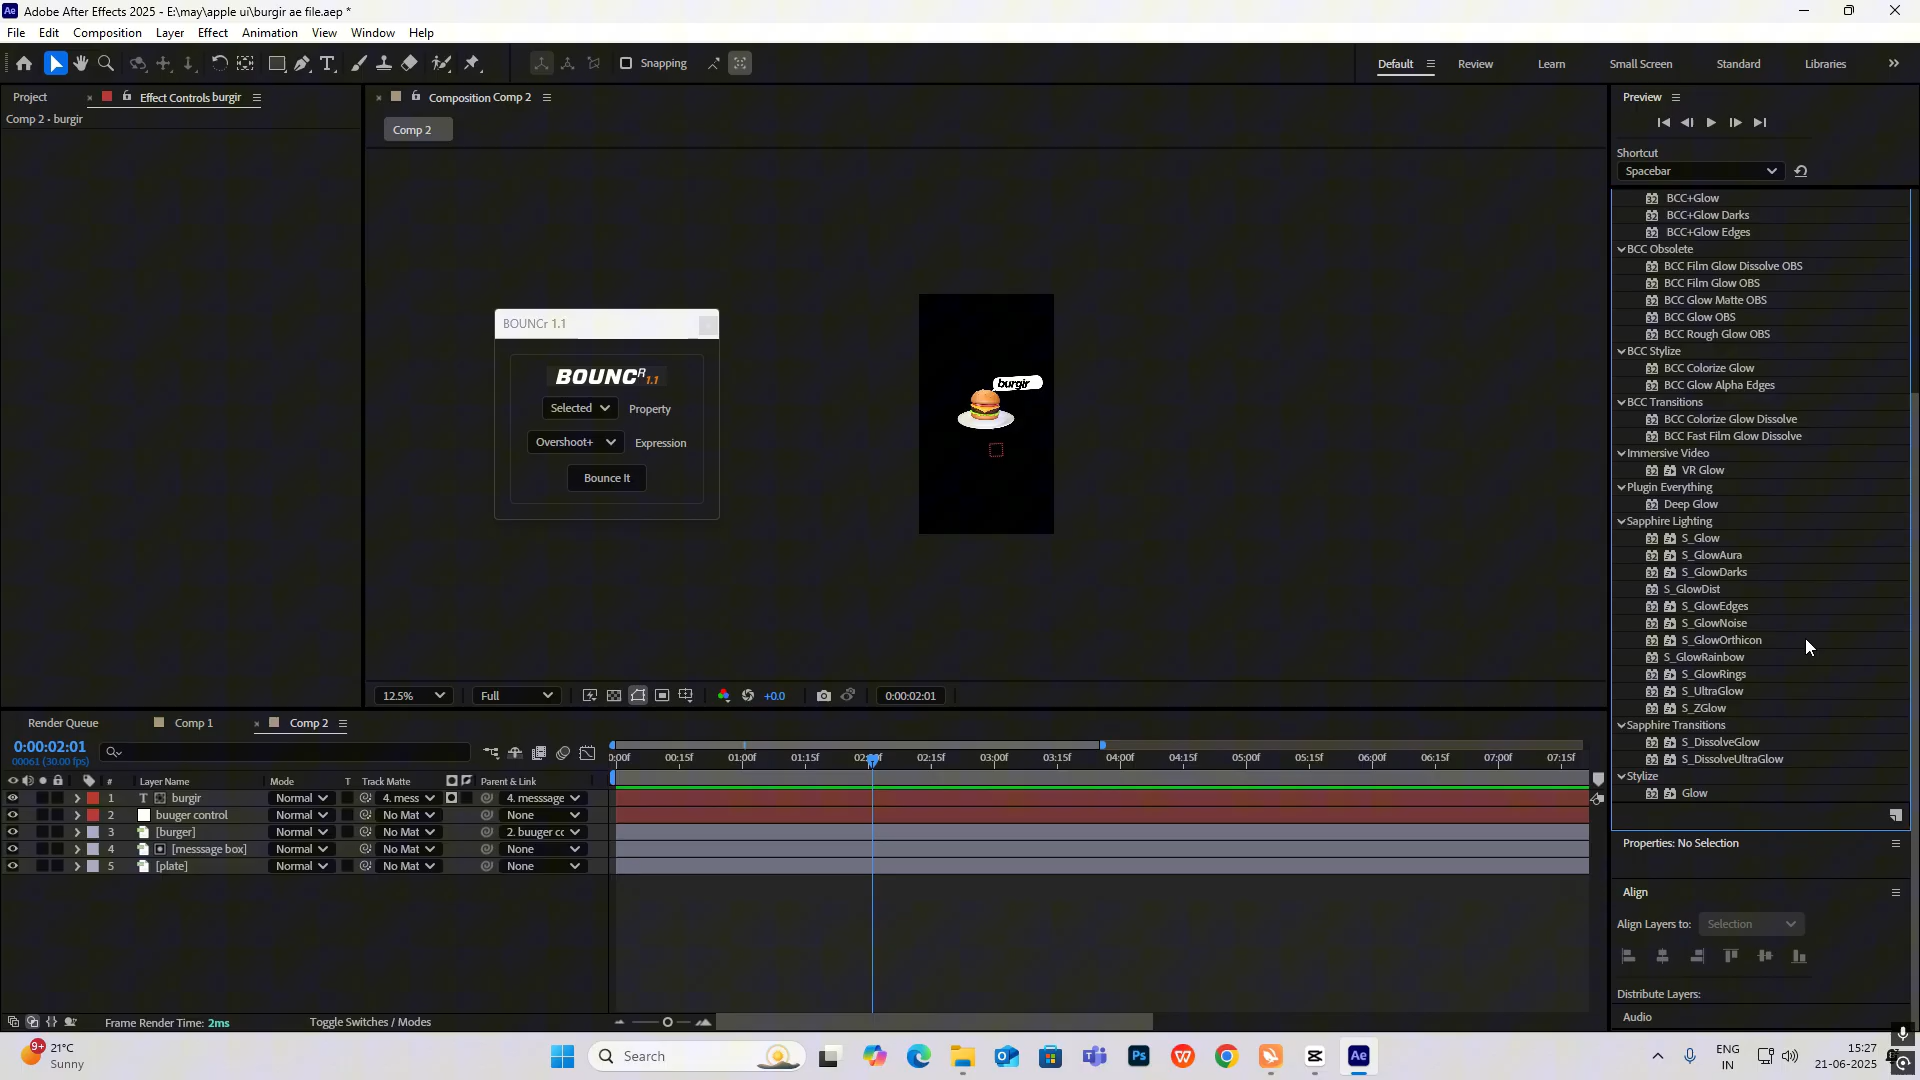 Adobe After Effects 2025 - E:\may\apple ui\burgir ae file.aep *
File Edit Composition Layer Effect Animation View Window Help
Snapping
Default Review Learn Small Screen Standard Libraries
Project Effect Controls burgir
Comp 2 • burgir
Composition Comp 2
Comp 2
Preview
Shortcut
Spacebar
BCC+Glow
BCC+Glow Darks
BCC+Glow Edges
BCC Obsolete
BCC Film Glow Dissolve OBS
BCC Film Glow OBS
BCC Glow Matte OBS
BCC Glow OBS
BCC Rough Glow OBS
BCC Stylize
BCC Colorize Glow
BCC Glow Alpha Edges
BCC Transitions
BCC Colorize Glow Dissolve
BCC Fast Film Glow Dissolve
Immersive Video
VR Glow
Plugin Everything
Deep Glow
Sapphire Lighting
S_Glow
S_GlowAura
S_GlowDarks
S_GlowDist
S_GlowEdges
S_GlowNoise
S_GlowOrthicon
S_GlowRainbow
S_GlowRings
S_UltraGlow
S_ZGlow
Sapphire Transitions
S_DissolveGlow
S_DissolveUltraGlow
Stylize
Glow
BOUNCr 1.1
BOUNCR 1.1
Selected Property
Overshoot+ Expression
Bounce It
burgir
12.5% Full +0.0 0:00:02:01
Render Queue Comp 1 Comp 2
0:00:02:01
00061 (30.00 fps)
:00f 00:15f 01:00f 01:15f 02:00f 02:15f 03:00f 03:15f 04:00f 04:15f 05:00f 05:15f 06:00f 06:15f 07:00f 07:15f
# Layer Name Mode T Track Matte Parent & Link
1 T burgir Normal 4. mess 4. messsage
2 buuger control Normal No Mat None
3 [burger] Normal No Mat 2. buuger cc
4 [messsage box] Normal No Mat None
5 [plate] Normal No Mat None
Frame Render Time: 2ms Toggle Switches / Modes
Properties: No Selection
Align
Align Layers to: Selection
Distribute Layers:
Audio
9+ 21°C
Sunny
Search
Ps
Ae
ENG
IN
15:27
21-06-2025